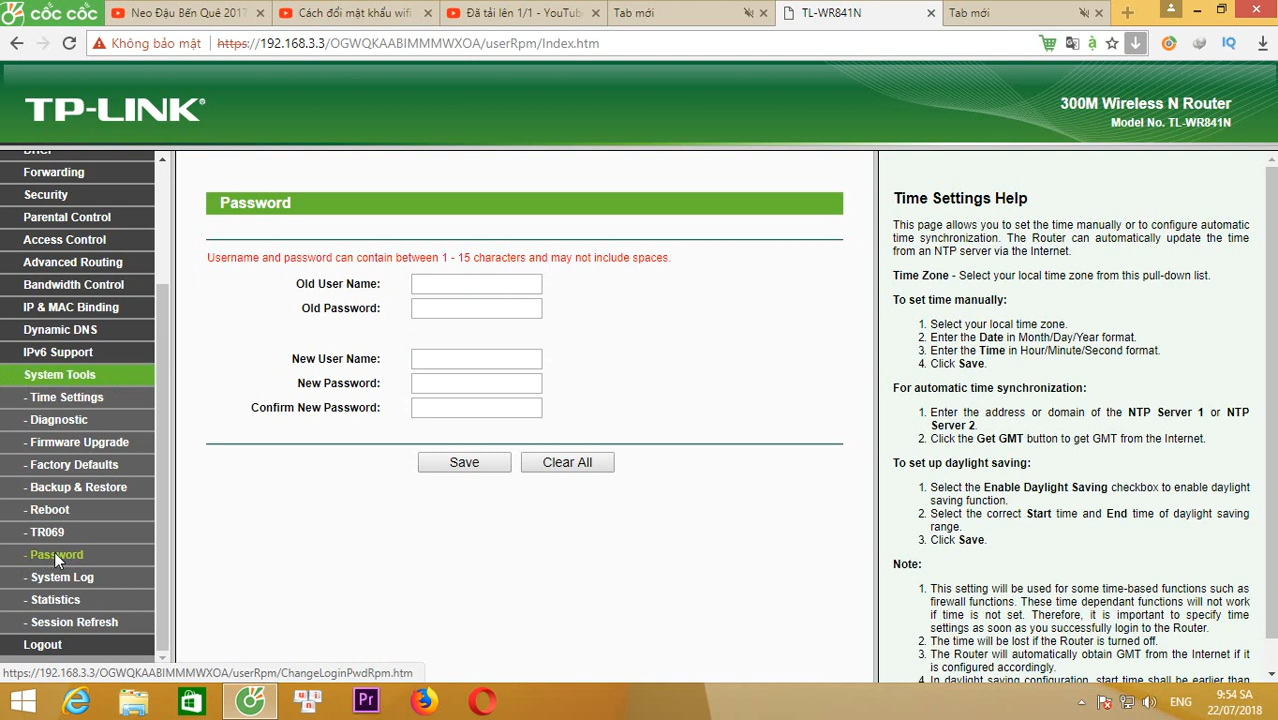 cốc cốc
Neo Đậu Bến Quê 2017
Cách đổi mật khẩu wifi
Đã tải lên 1/1 - YouTube
Tab mới
TL-WR841N
Tab mới
Không bảo mật
https://192.168.3.3/OGWQKAABIMMMWXOA/userRpm/Index.htm
IQ
TP-LINK®
300M Wireless N Router
Model No. TL-WR841N
Forwarding
Security
Parental Control
Access Control
Advanced Routing
Bandwidth Control
IP & MAC Binding
Dynamic DNS
IPv6 Support
System Tools
- Time Settings
- Diagnostic
- Firmware Upgrade
- Factory Defaults
- Backup & Restore
- Reboot
- TR069
- Password
- System Log
- Statistics
- Session Refresh
Logout
https://192.168.3.3/OGWQKAABIMMMWXOA/userRpm/ChangeLoginPwdRpm.htm
Password
Username and password can contain between 1 - 15 characters and may not include spaces.
Old User Name:
Old Password:
New User Name:
New Password:
Confirm New Password:
Save
Clear All
Time Settings Help
This page allows you to set the time manually or to configure automatic
time synchronization. The Router can automatically update the time
from an NTP server via the Internet.
Time Zone - Select your local time zone from this pull-down list.
To set time manually:
1. Select your local time zone.
2. Enter the Date in Month/Day/Year format.
3. Enter the Time in Hour/Minute/Second format.
4. Click Save.
For automatic time synchronization:
1. Enter the address or domain of the NTP Server 1 or NTP
Server 2.
2. Click the Get GMT button to get GMT from the Internet.
To set up daylight saving:
1. Select the Enable Daylight Saving checkbox to enable daylight
saving function.
2. Select the correct Start time and End time of daylight saving
range.
3. Click Save.
Note:
1. This setting will be used for some time-based functions such as
firewall functions. These time dependant functions will not work
if time is not set. Therefore, it is important to specify time
settings as soon as you successfully login to the Router.
2. The time will be lost if the Router is turned off.
3. The Router will automatically obtain GMT from the Internet if it
is configured accordingly.
4. In daylight saving configuration, start time shall be earlier than
Pr
ENG
9:54 SA
22/07/2018